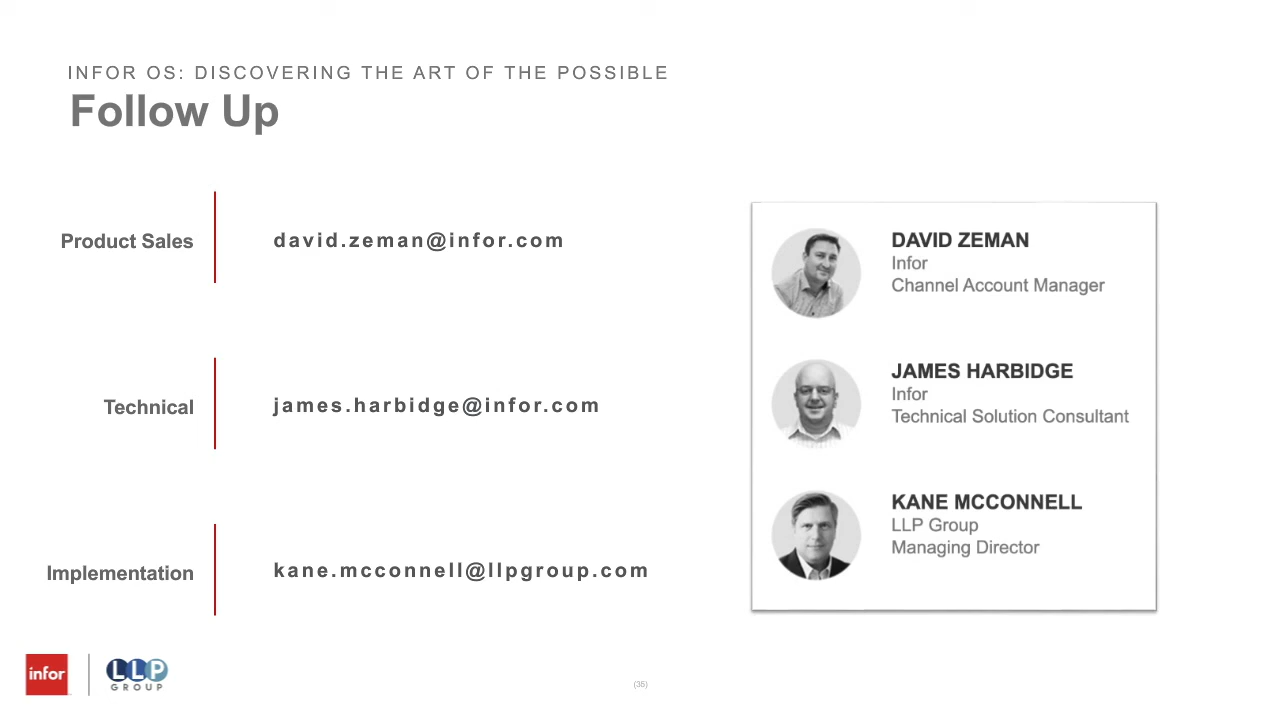 INFOR OS: DISCOVERING THE ART OF THE POSSIBLE
Follow Up
Product Sales
david.zeman@infor.com
Technical
james.harbidge@infor.com
Implementation
kane.mcconnell@llpgroup.com
DAVID ZEMAN
Infor
Channel Account Manager
JAMES HARBIDGE
Infor
Technical Solution Consultant
KANE MCCONNELL
LLP Group
Managing Director
infor
LLP
GROUP
(35)